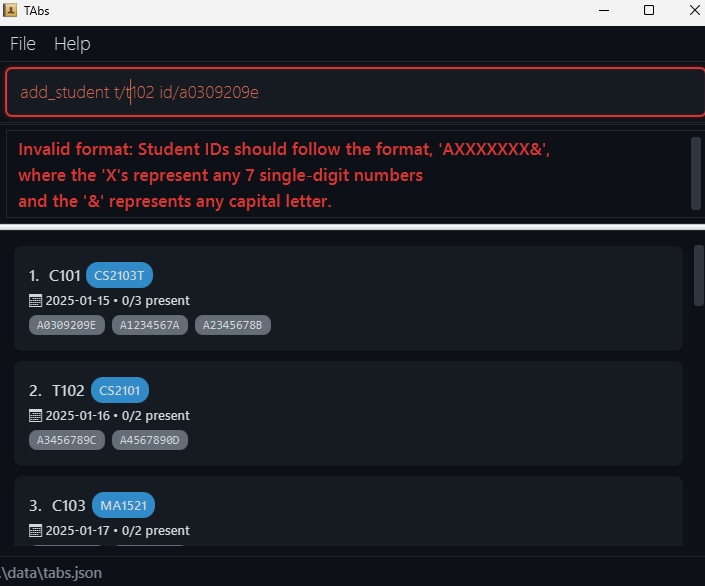 TAbs
File Help
add_student t/t102 id/a0309209e
Invalid format: Student IDs should follow the format, 'AXXXXXXX&',
where the 'X's represent any 7 single-digit numbers
and the '&' represents any capital letter.
1. C101 CS2103T
2025-01-15 • 0/3 present
A0309209E A1234567A A2345678B
2. T102 CS2101
2025-01-16 • 0/2 present
A3456789C A4567890D
3. C103 MA1521
2025-01-17 • 0/2 present
.\data\tabs.json